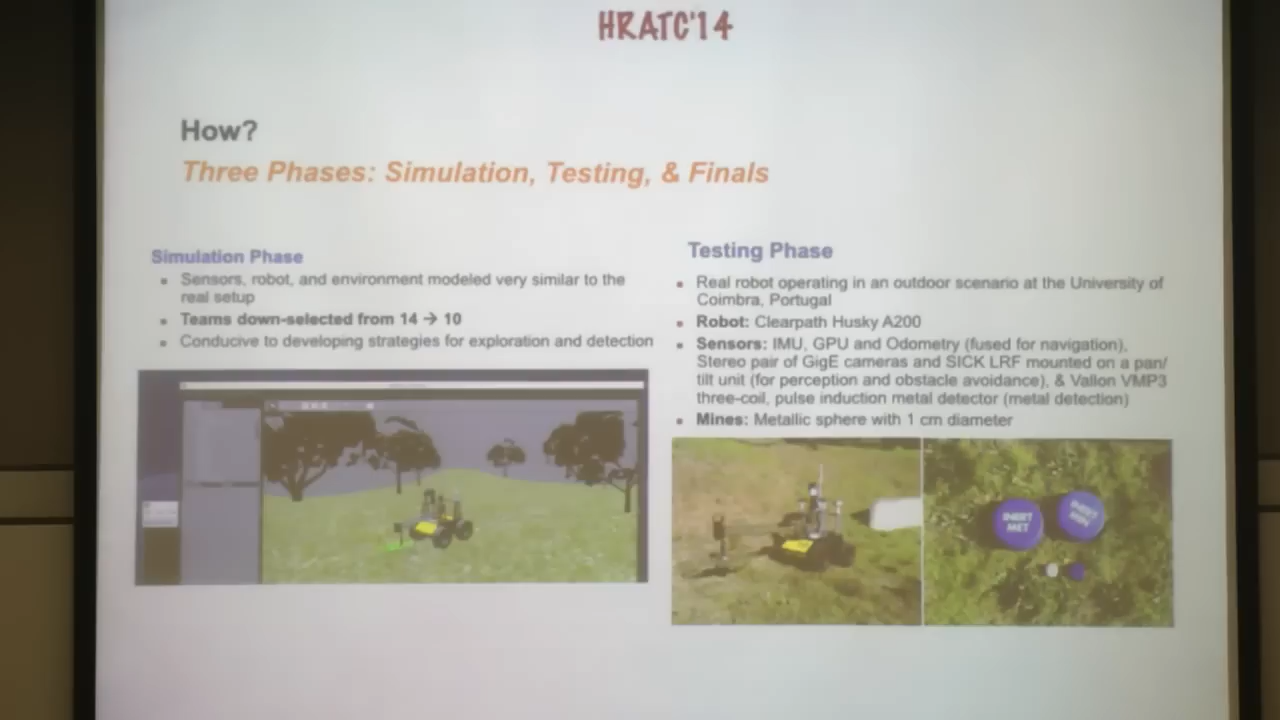 HRATC'14
How?
Three Phases: Simulation, Testing, & Finals
Simulation Phase
▪ Sensors, robot, and environment modeled very similar to the
real setup
▪ Teams down-selected from 14 → 10
▪ Conducive to developing strategies for exploration and detection
Testing Phase
▪ Real robot operating in an outdoor scenario at the University of
Coimbra, Portugal
▪ Robot: Clearpath Husky A200
▪ Sensors: IMU, GPU and Odometry (fused for navigation),
Stereo pair of GigE cameras and SICK LRF mounted on a pan/
tilt unit (for perception and obstacle avoidance), & Vallon VMP3
three-coil, pulse induction metal detector (metal detection)
▪ Mines: Metallic sphere with 1 cm diameter
INERT
MET
INERT